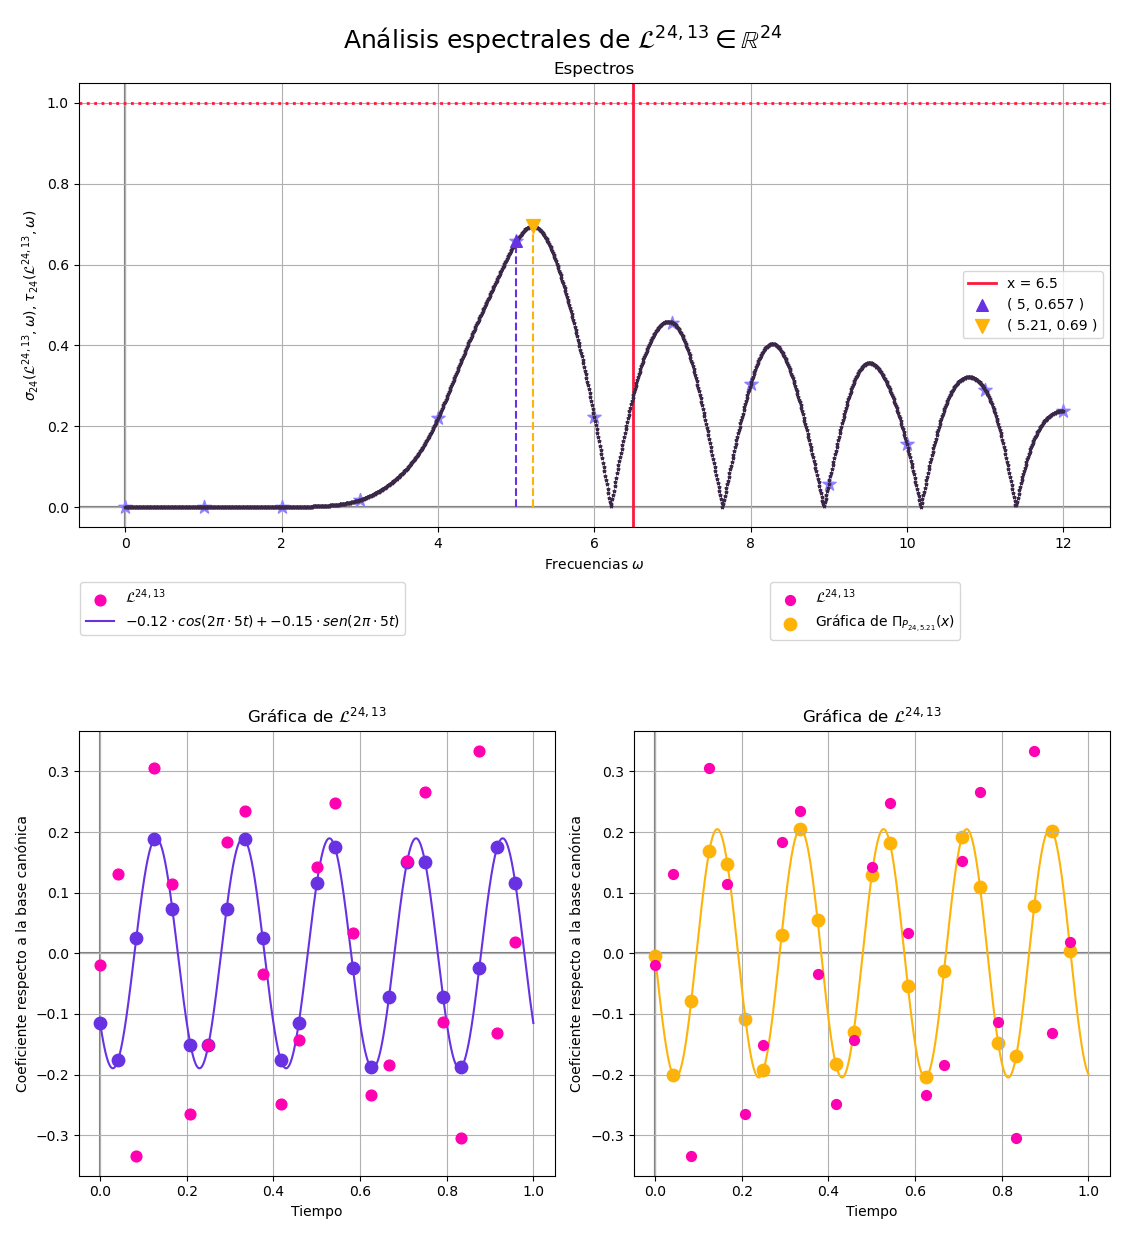 Análisis espectrales de ℒ^{24,13} ∈ ℝ^{24}
Espectros
1.0
0.8
0.6
0.4
0.2
0.0
σ_{24}(ℒ^{24,13}, ω), τ_{24}(ℒ^{24,13}, ω)
x = 6.5
( 5, 0.657 )
( 5.21, 0.69 )
0 2 4 6 8 10 12
Frecuencias ω
ℒ^{24,13}
−0.12 · cos(2π · 5t) + −0.15 · sen(2π · 5t)
ℒ^{24,13}
Gráfica de Π_{P_{24,5.21}}(x)
Gráfica de ℒ^{24,13}
0.3
0.2
0.1
0.0
−0.1
−0.2
−0.3
Coeficiente respecto a la base canónica
0.0 0.2 0.4 0.6 0.8 1.0
Tiempo
Gráfica de ℒ^{24,13}
0.3
0.2
0.1
0.0
−0.1
−0.2
−0.3
Coeficiente respecto a la base canónica
0.0 0.2 0.4 0.6 0.8 1.0
Tiempo